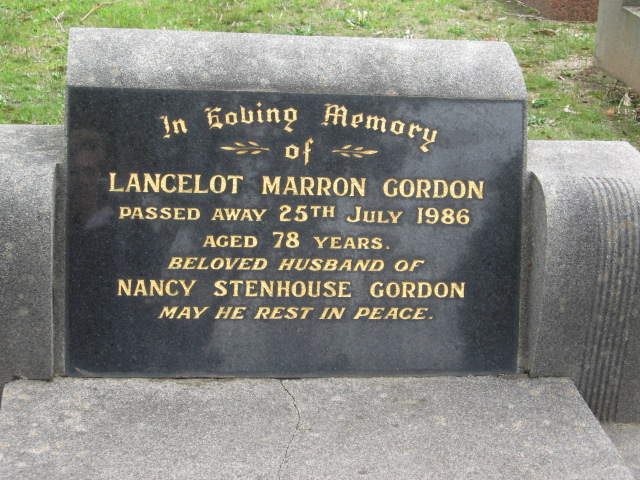 In Loving Memory
of
LANCELOT MARRON GORDON
PASSED AWAY 25TH JULY 1986
AGED 78 YEARS.
BELOVED HUSBAND OF
NANCY STENHOUSE GORDON
MAY HE REST IN PEACE.